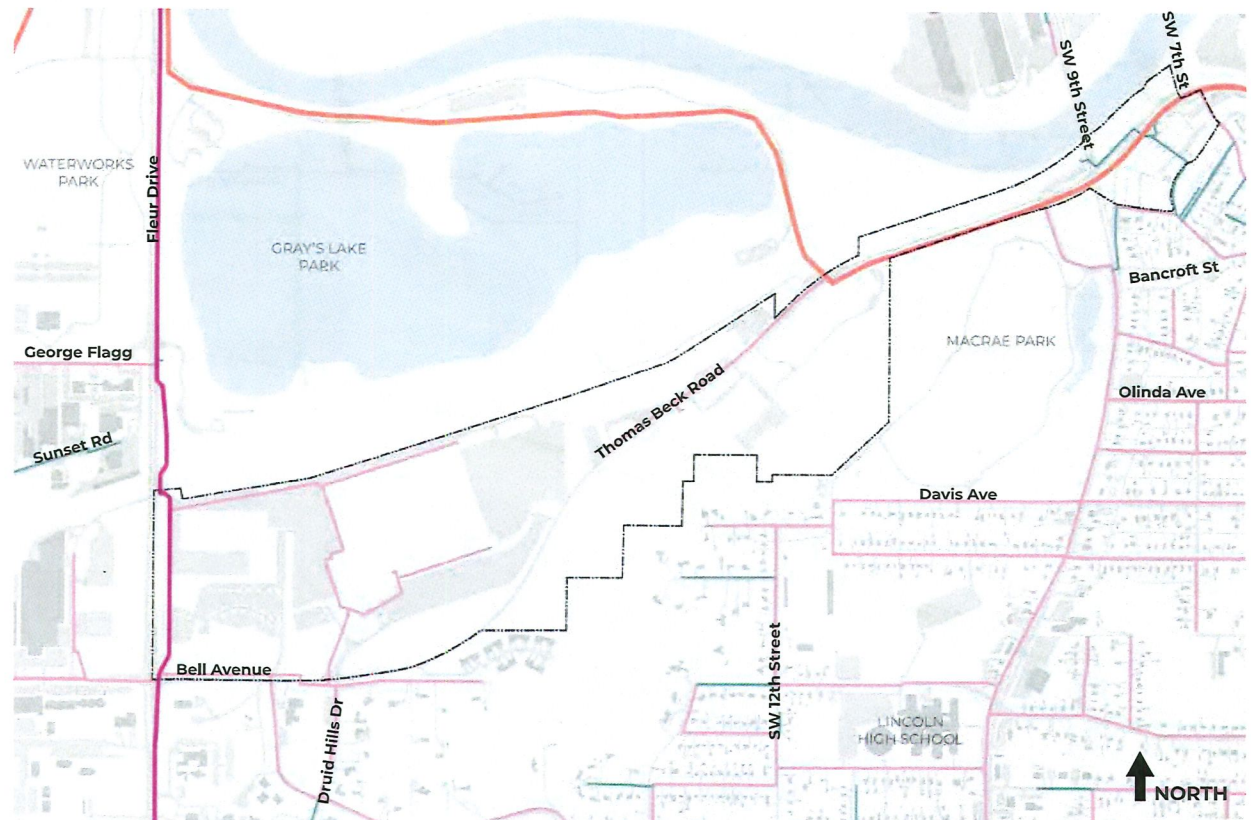 SW 7th St
SW 9th Street
WATERWORKS
PARK
Fleur Drive
GRAY'S LAKE
PARK
Bancroft St
MACRAE PARK
George Flagg
Thomas Beck Road
Olinda Ave
Sunset Rd
Davis Ave
Bell Avenue
SW 12th Street
Druid Hills Dr
LINCOLN
HIGH SCHOOL
NORTH